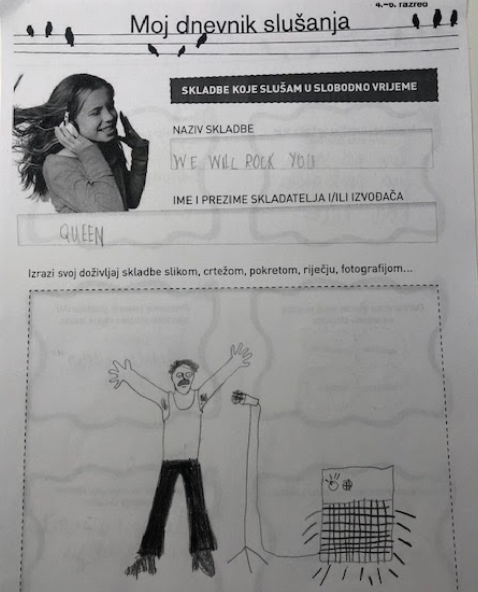 4.–6. razred
Moj dnevnik slušanja
SKLADBE KOJE SLUŠAM U SLOBODNO VRIJEME
NAZIV SKLADBE
WE WILL ROCK YOU
IME I PREZIME SKLADATELJA I/ILI IZVOĐAČA
QUEEN
Izrazi svoj doživljaj skladbe slikom, crtežom, pokretom, riječju, fotografijom...